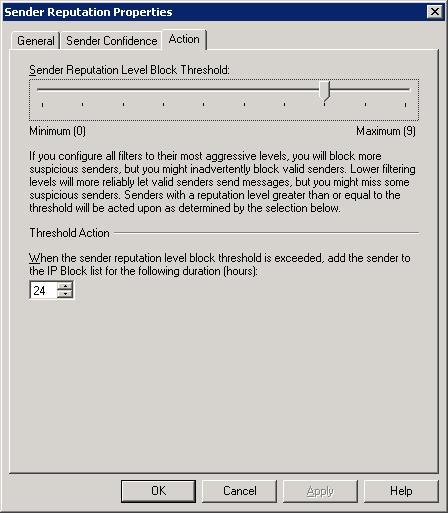 Sender Reputation Properties
General Sender Confidence Action
Sender Reputation Level Block Threshold:
Minimum (0) Maximum (9)
If you configure all filters to their most aggressive levels, you will block more
suspicious senders, but you might inadvertently block valid senders. Lower filtering
levels will more reliably let valid senders send messages, but you might miss some
suspicious senders. Senders with a reputation level greater than or equal to the
threshold will be acted upon as determined by the selection below.
Threshold Action
When the sender reputation level block threshold is exceeded, add the sender to
the IP Block list for the following duration (hours):
24
OK Cancel Apply Help